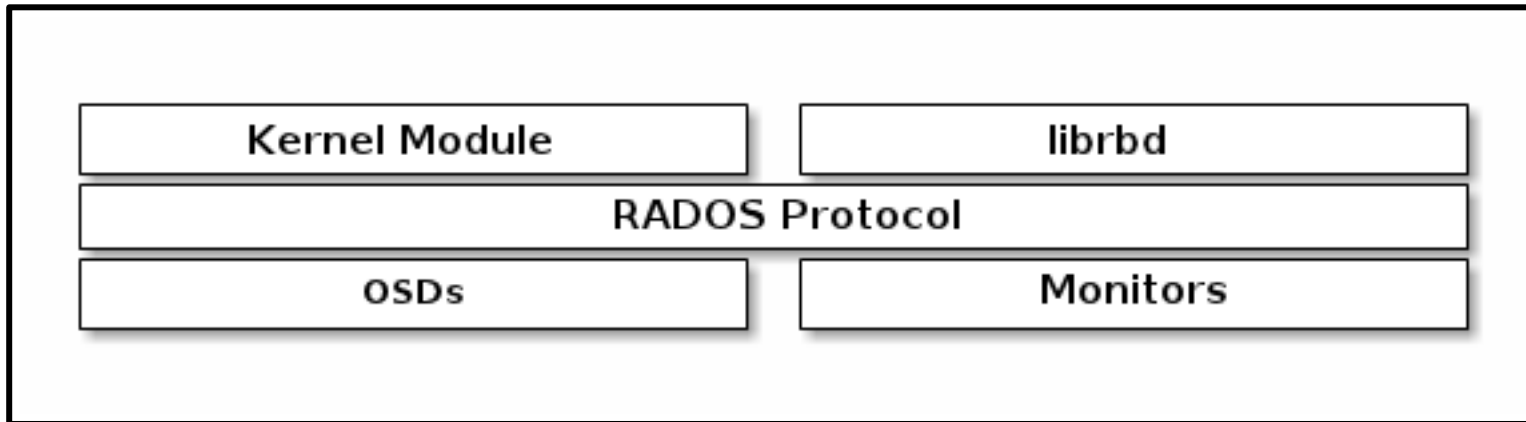 Kernel Module
librbd
RADOS Protocol
OSDs
Monitors